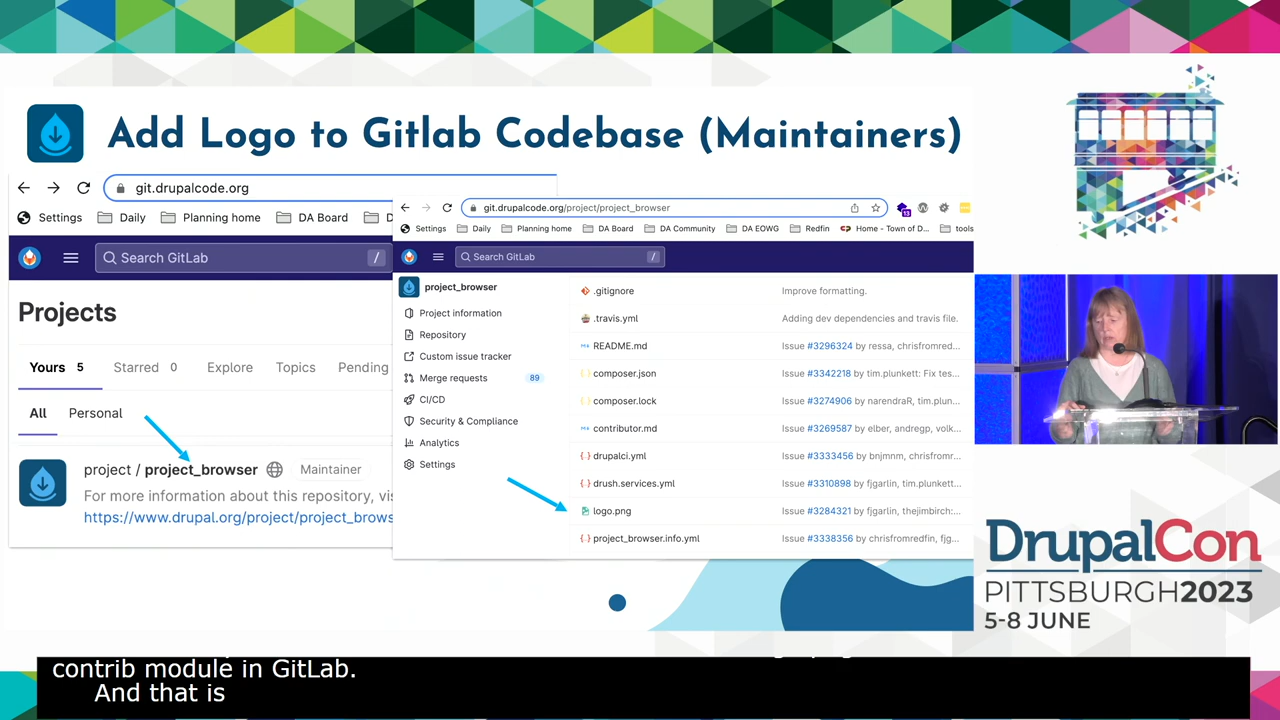 Add Logo to Gitlab Codebase (Maintainers)
git.drupalcode.org
Settings Daily Planning home DA Board D
Search GitLab /
Projects
Yours 5 Starred 0 Explore Topics Pending
All Personal
project / project_browser Maintainer
For more information about this repository, vis
https://www.drupal.org/project/project_brows
git.drupalcode.org/project/project_browser
13
Settings Daily Planning home DA Board DA Community DA EOWG Redfin Home - Town of D... tools
Search GitLab /
project_browser
Project information
Repository
Custom issue tracker
Merge requests 89
CI/CD
Security & Compliance
Analytics
Settings
.gitignore Improve formatting.
.travis.yml Adding dev dependencies and travis file.
README.md Issue #3296324 by ressa, chrisfromred...
composer.json Issue #3342218 by tim.plunkett: Fix tes...
composer.lock Issue #3274906 by narendraR, tim.plun...
contributor.md Issue #3269587 by elber, andregp, volk...
drupalci.yml Issue #3333456 by bnjmnm, chrisfromr...
drush.services.yml Issue #3310898 by fjgarlin, tim.plunkett...
logo.png Issue #3284321 by fjgarlin, thejimbirch:...
project_browser.info.yml Issue #3338356 by chrisfromredfin, fjg...
DrupalCon
PITTSBURGH2023
5-8 JUNE
contrib module in GitLab.
And that is